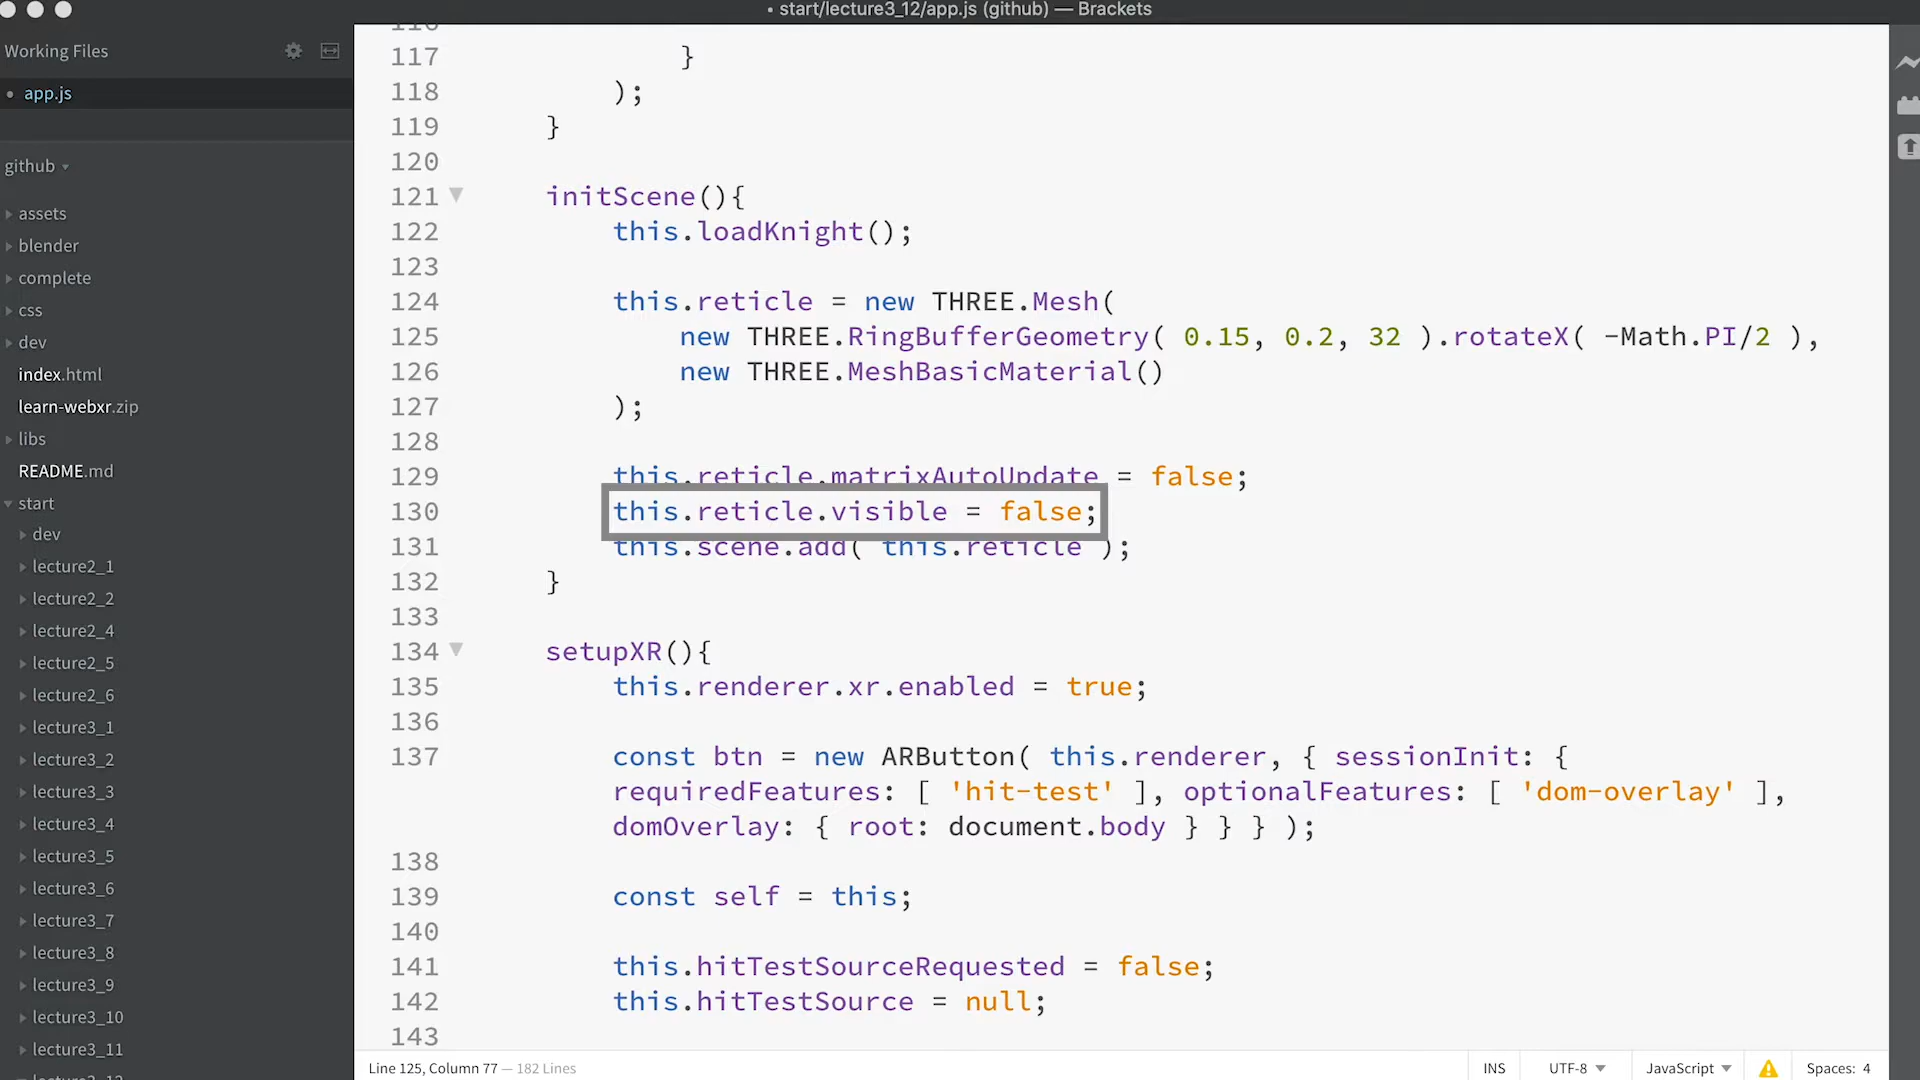 • start/lecture3_12/app.js (github) — Brackets
Working Files
• app.js
github
assets
blender
complete
css
dev
index.html
learn-webxr.zip
libs
README.md
start
dev
lecture2_1
lecture2_2
lecture2_4
lecture2_5
lecture2_6
lecture3_1
lecture3_2
lecture3_3
lecture3_4
lecture3_5
lecture3_6
lecture3_7
lecture3_8
lecture3_9
lecture3_10
lecture3_11
lecture3_12
116
117 }
118 );
119 }
120
121 initScene(){
122 this.loadKnight();
123
124 this.reticle = new THREE.Mesh(
125 new THREE.RingBufferGeometry( 0.15, 0.2, 32 ).rotateX( -Math.PI/2 ),
126 new THREE.MeshBasicMaterial()
127 );
128
129 this.reticle.matrixAutoUpdate = false;
130 this.reticle.visible = false;
131 this.scene.add( this.reticle );
132 }
133
134 setupXR(){
135 this.renderer.xr.enabled = true;
136
137 const btn = new ARButton( this.renderer, { sessionInit: {
requiredFeatures: [ 'hit-test' ], optionalFeatures: [ 'dom-overlay' ],
domOverlay: { root: document.body } } } );
138
139 const self = this;
140
141 this.hitTestSourceRequested = false;
142 this.hitTestSource = null;
143
Line 125, Column 77 — 182 Lines
INS UTF-8 JavaScript Spaces: 4